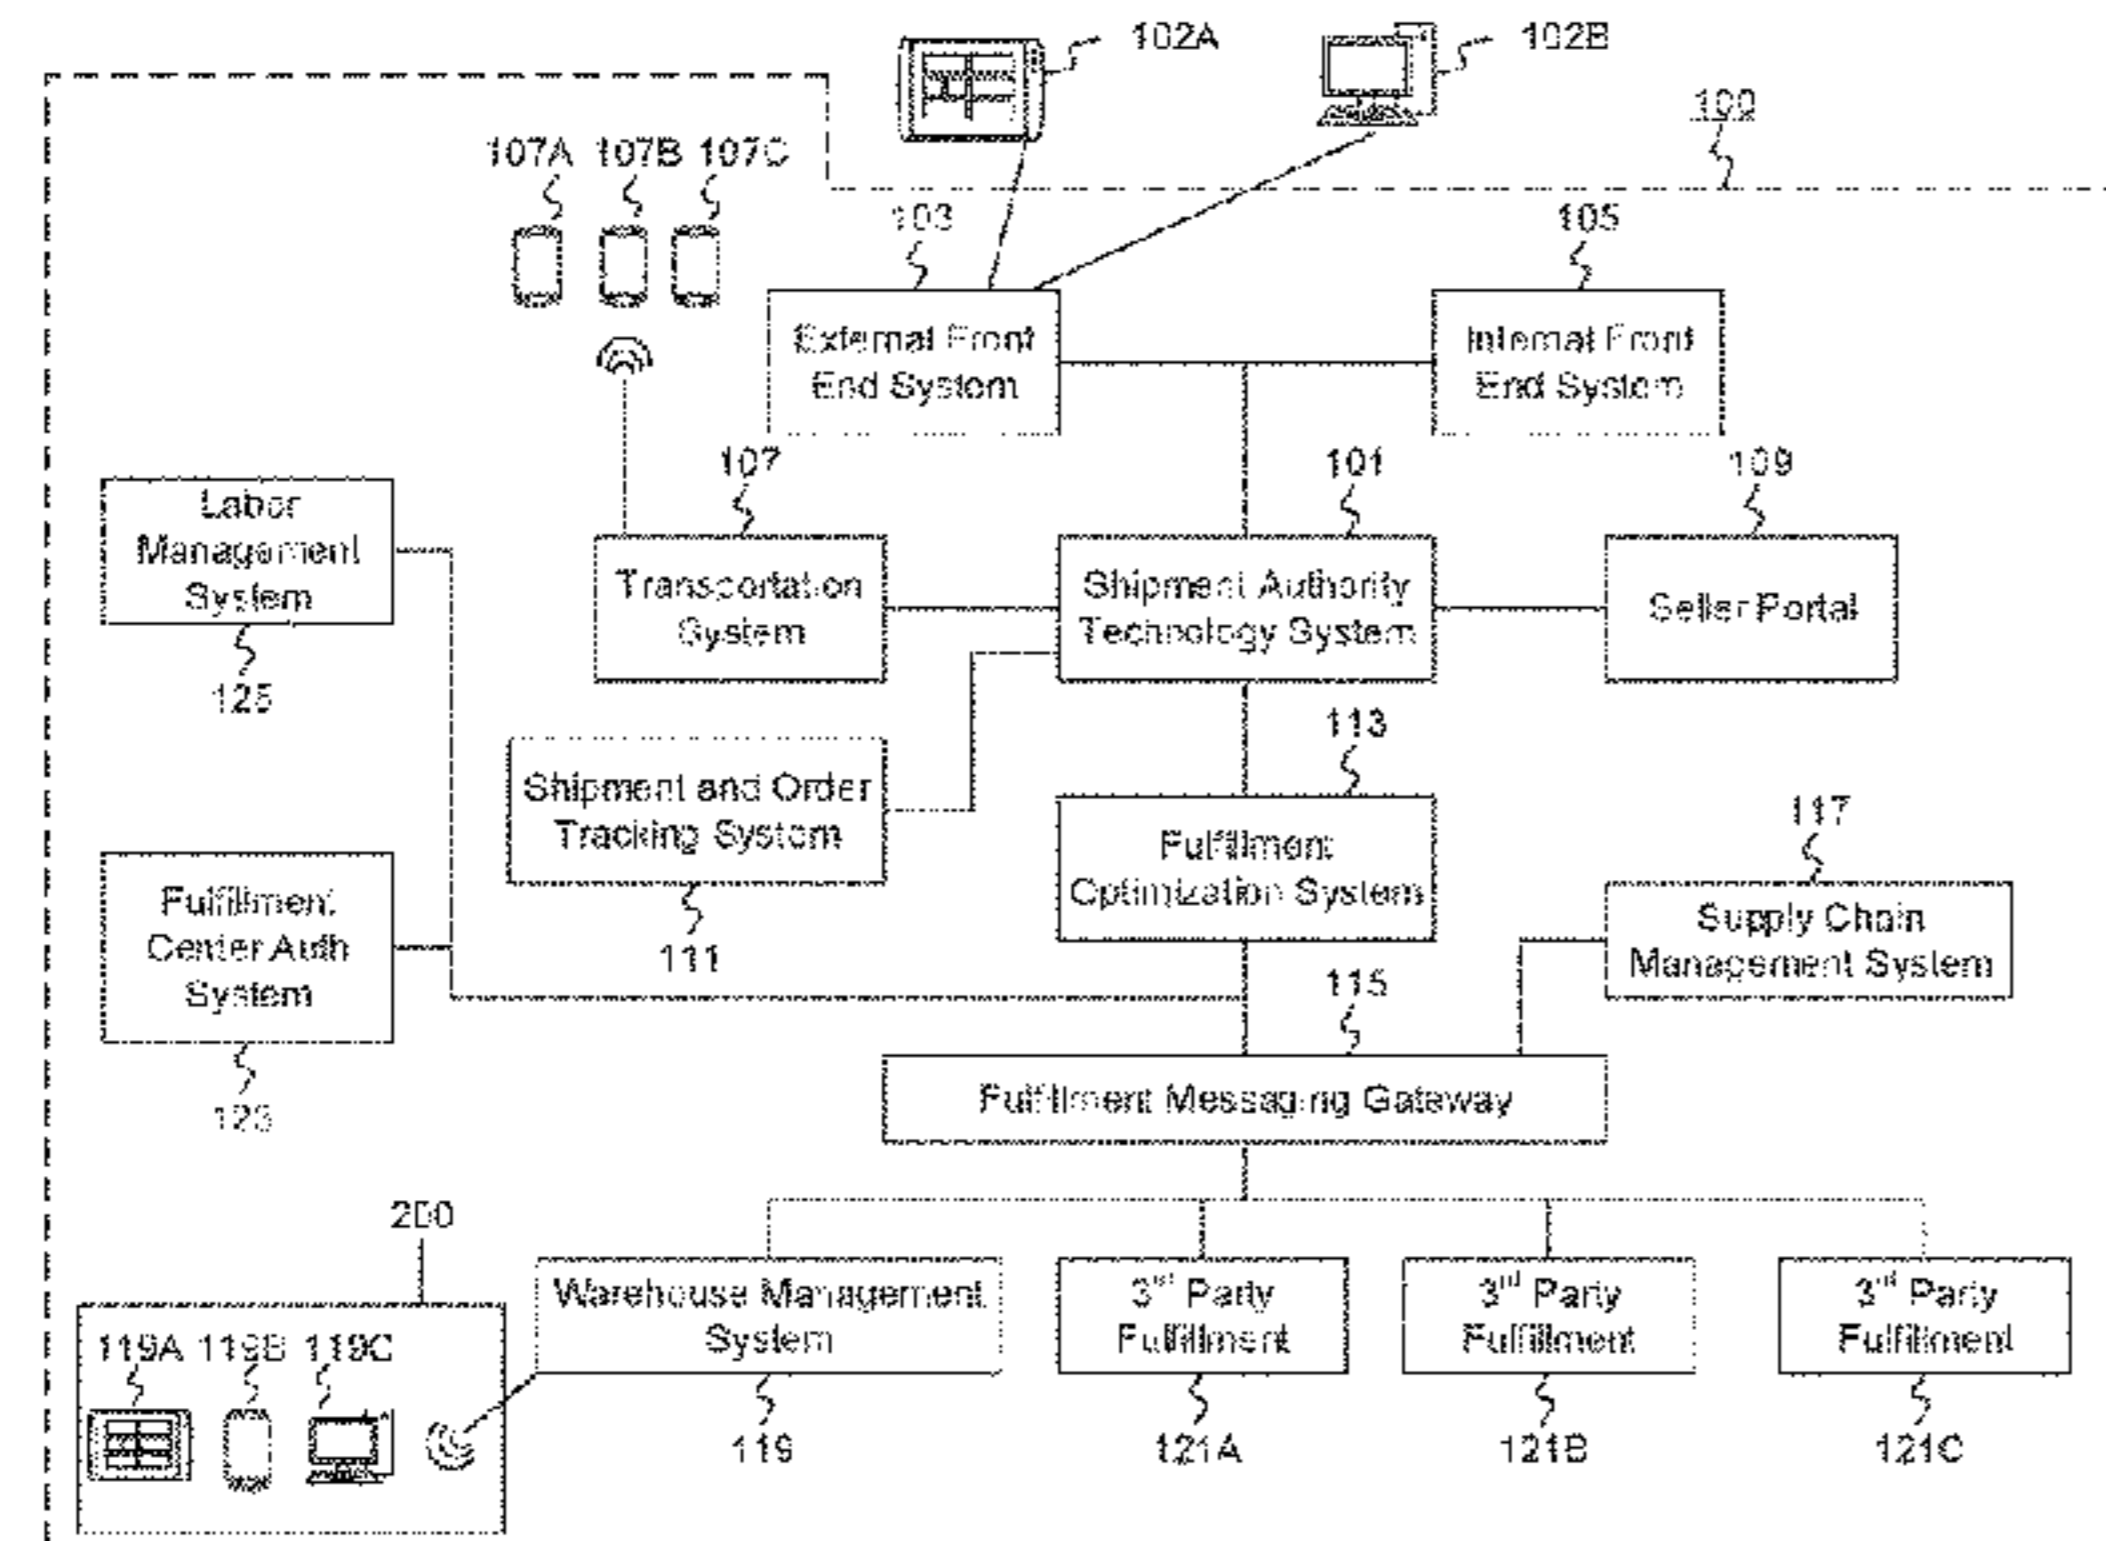 102A
102B
100
107A 107B 107C
103
105
External Front
End System
Internal Front
End System
107
101
109
Labor
Management
System
Transportation
System
Shipment Authority
Technology System
Seller Portal
125
113
Shipment and Order
Tracking System
117
Fulfillment
Optimization System
Fulfillment
Center Auth
System
111
Supply Chain
Management System
115
Fulfillment Messaging Gateway
123
200
Warehouse Management
System
3rd Party
Fulfillment
3rd Party
Fulfillment
3rd Party
Fulfillment
119A 119B 119C
119
121A
121B
121C